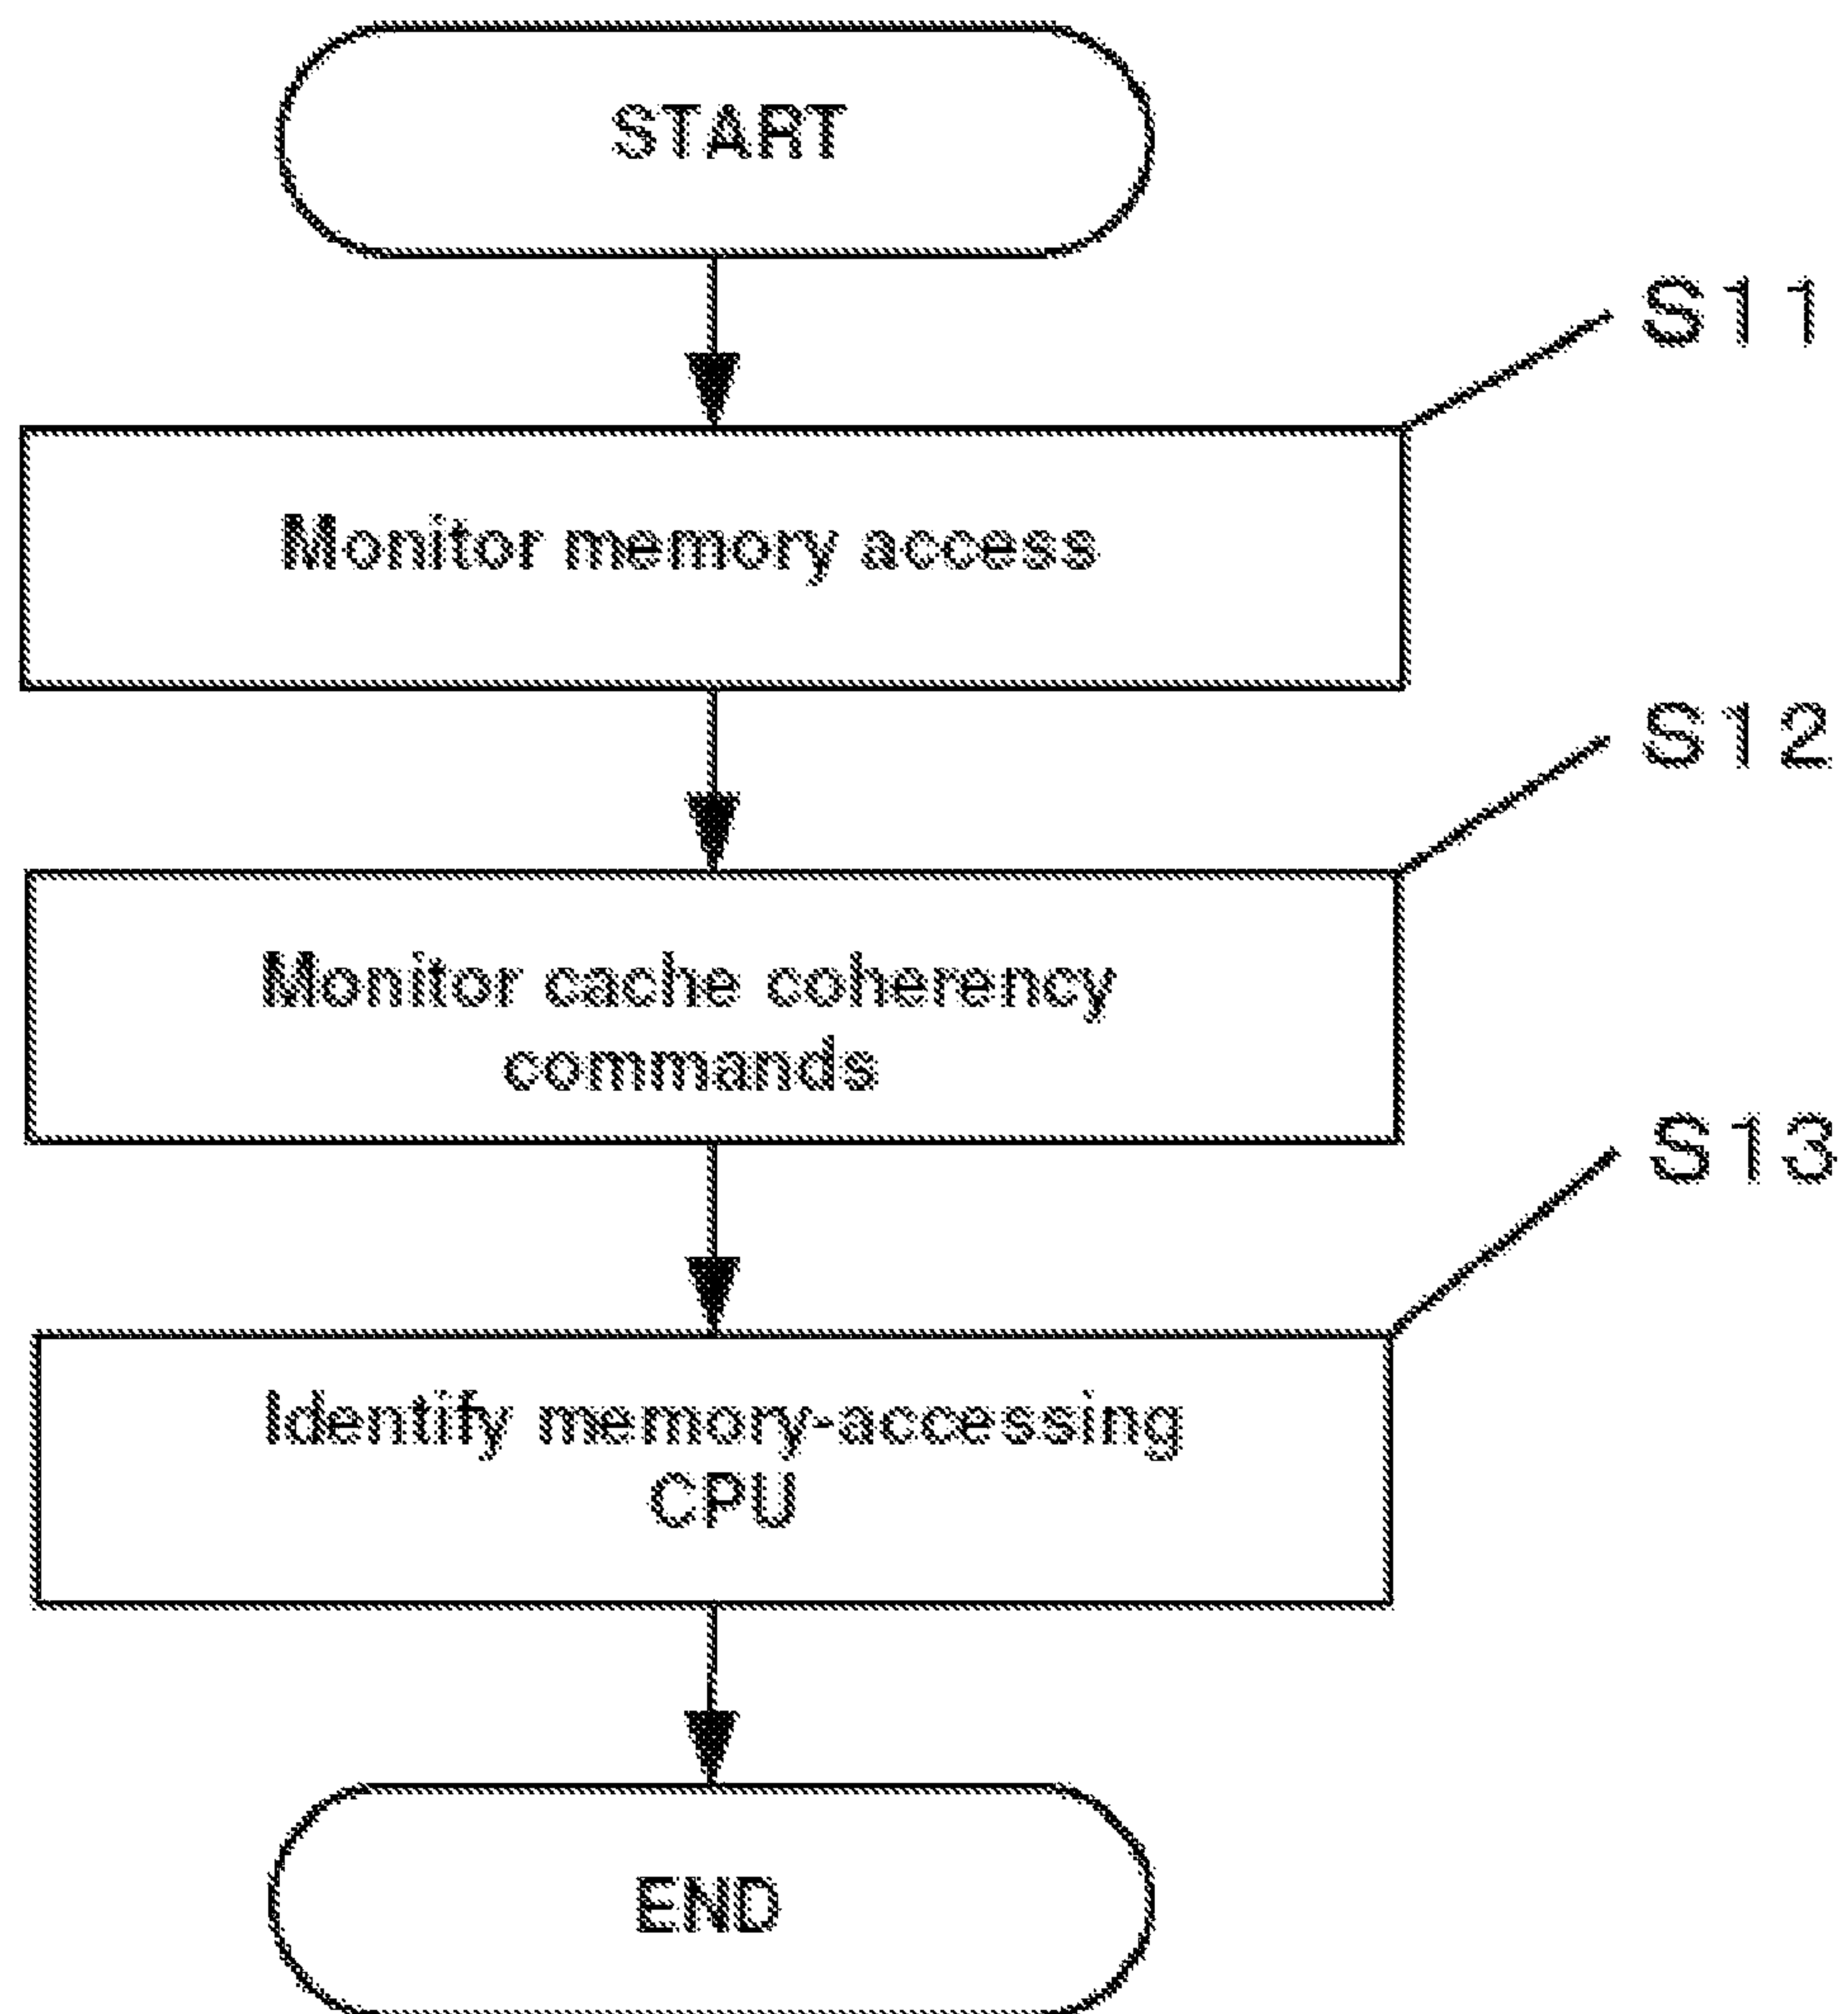 START
S11
Monitor memory access
S12
Monitor cache coherency
commands
S13
Identify memory-accessing
CPU
END